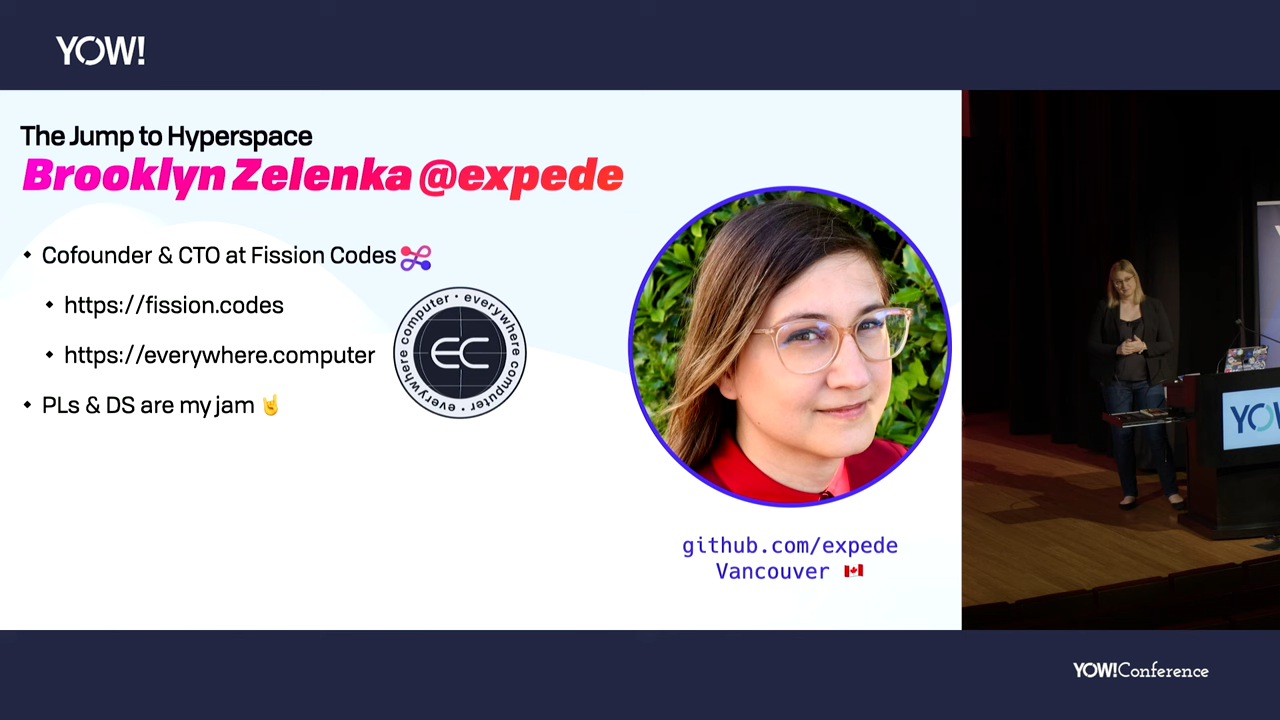 YOW!
The Jump to Hyperspace
Brooklyn Zelenka @expede
Cofounder & CTO at Fission Codes
https://fission.codes
https://everywhere.computer
everywhere computer • everywhere computer •
EC
PLs & DS are my jam 🤘
github.com/expede
Vancouver 🇨🇦
YOW!
YOW!Conference